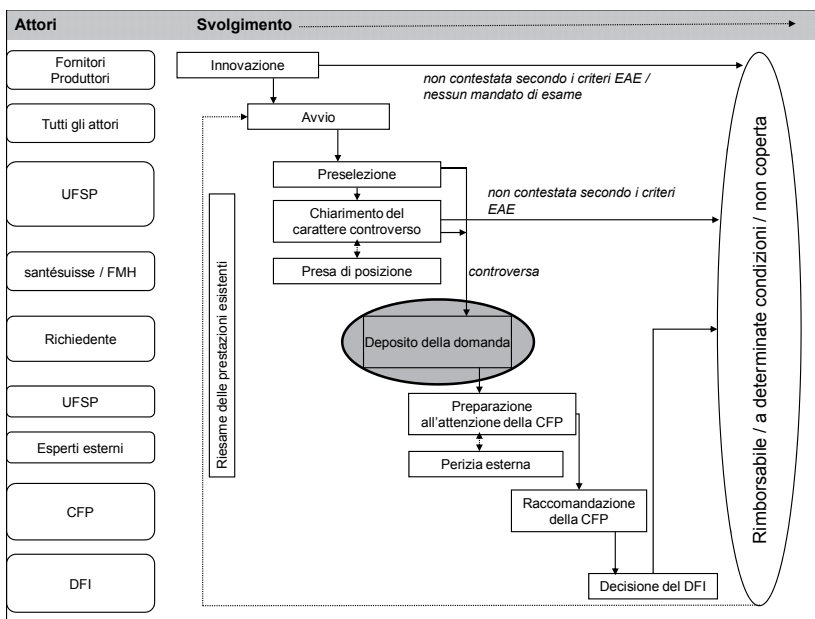 Attori
Svolgimento
Fornitori
Produttori
Innovazione
non contestata secondo i criteri EAE /
nessun mandato di esame
Tutti gli attori
Avvio
UFSP
Preselezione
non contestata secondo i criteri
EAE
Chiarimento del
carattere controverso
santésuisse / FMH
Presa di posizione
controversa
Richiedente
Deposito della domanda
UFSP
Preparazione
all'attenzione della CFP
Esperti esterni
Perizia esterna
CFP
Raccomandazione
della CFP
DFI
Decisione del DFI
Riesame delle prestazioni esistenti
Rimborsabile / a determinate condizioni / non coperta